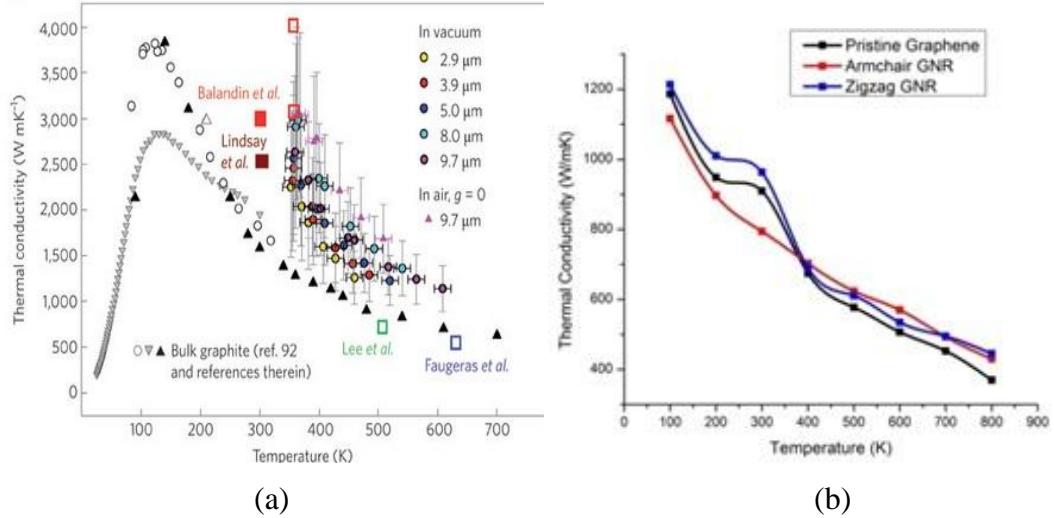 4,000
3,500
3,000
2,500
2,000
1,500
1,000
500
0
Thermal conductivity (W mK⁻¹)
100
200
300
400
500
600
700
Temperature (K)
Balandin et al.
Lindsay
et al.
In vacuum
2.9 μm
3.9 μm
5.0 μm
8.0 μm
9.7 μm
In air, g = 0
9.7 μm
Bulk graphite (ref. 92
and references therein)
Lee et al.
Faugeras et al.
(a)
Pristine Graphene
Armchair GNR
Zigzag GNR
1200
1000
800
600
400
Thermal Conductivity (W/mK)
0
100
200
300
400
500
600
700
800
900
Temperature (K)
(b)